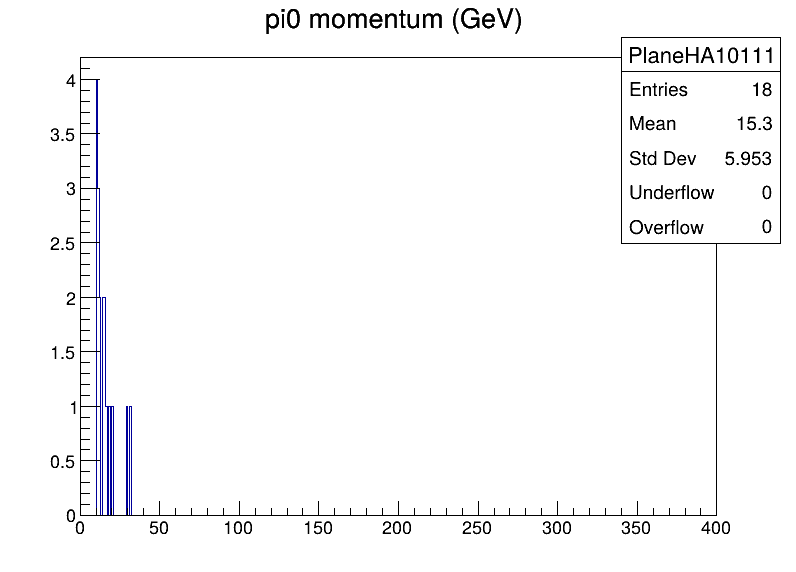 pi0 momentum (GeV)
PlaneHA10111
Entries 18
Mean 15.3
Std Dev 5.953
Underflow 0
Overflow 0
4
3.5
3
2.5
2
1.5
1
0.5
0
0 50 100 150 200 250 300 350 400